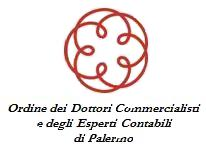 Ordine dei Dottori Commercialisti
e degli Esperti Contabili
di Palermo